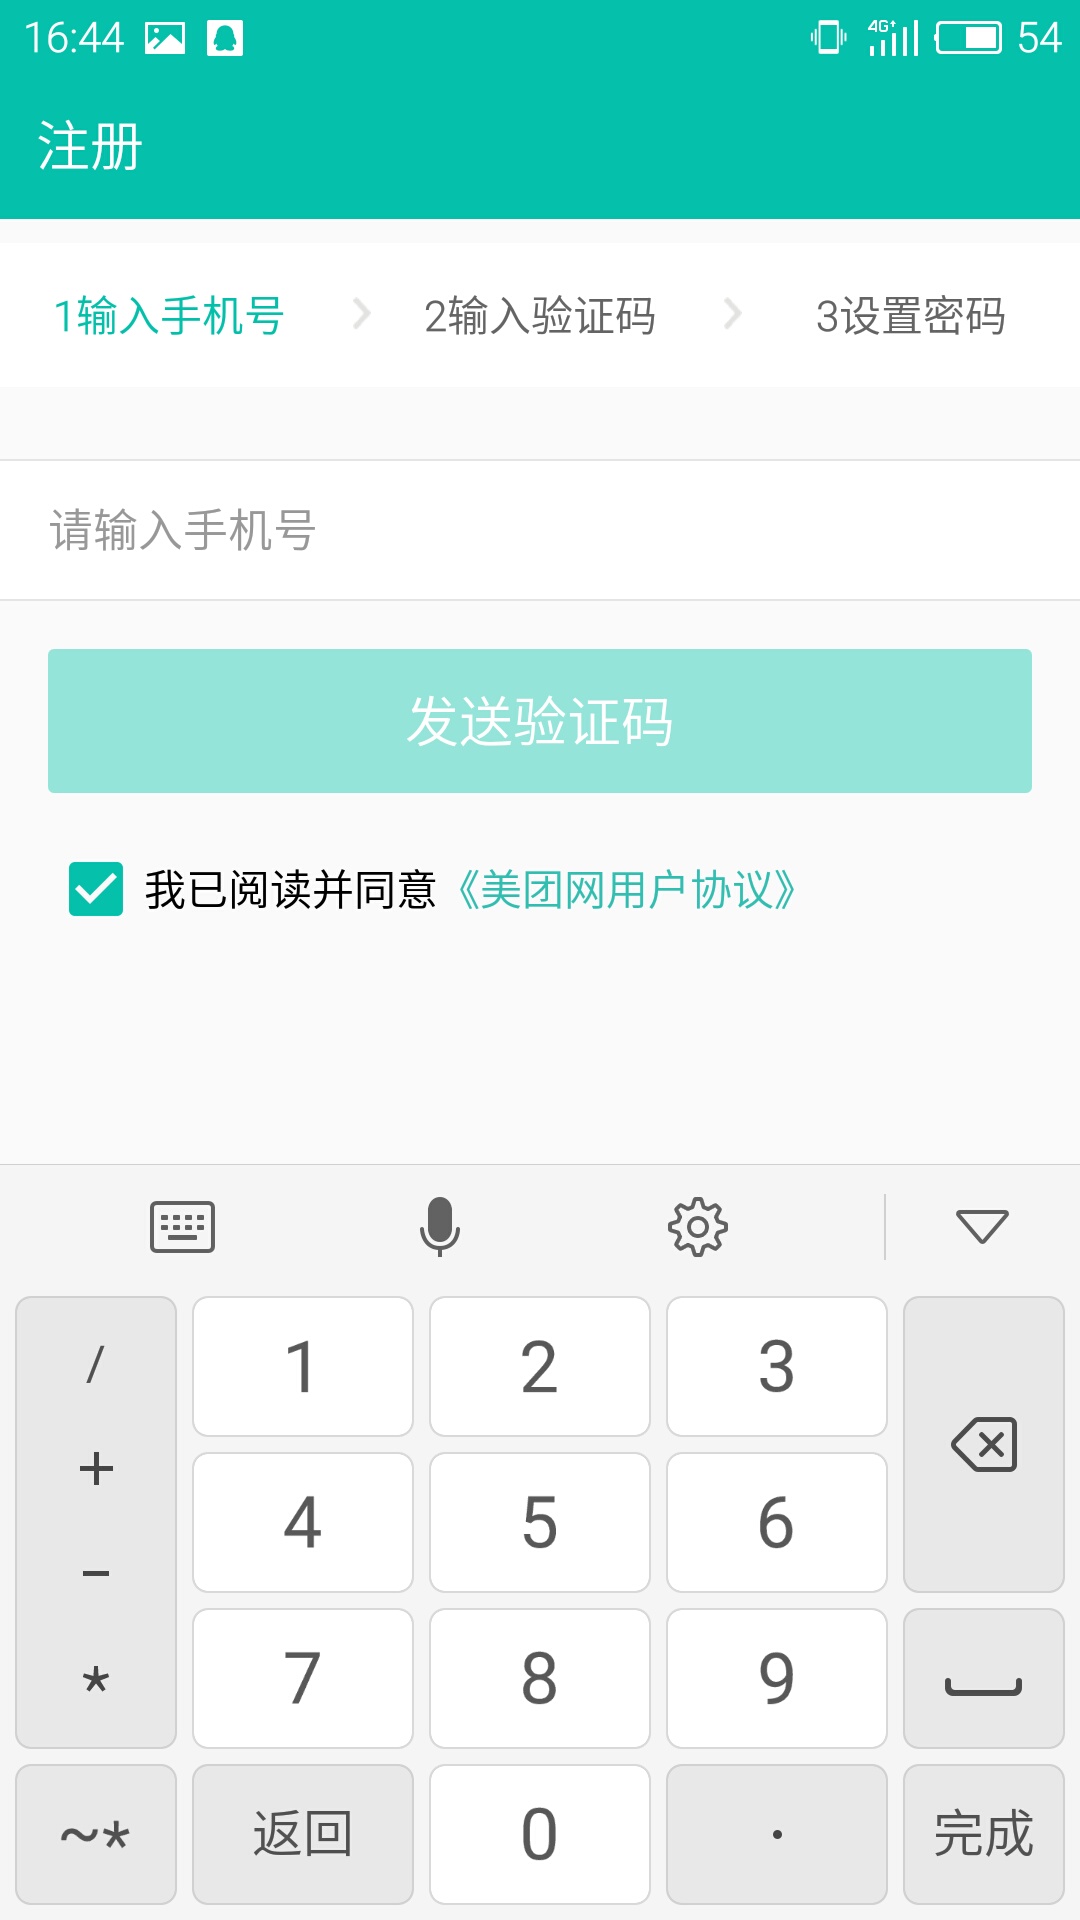 16:44 4G+ 54
注册
1输入手机号 2输入验证码 3设置密码
请输入手机号
发送验证码
我已阅读并同意《美团网用户协议》
/ 1 2 3
+
4 5 6
-
* 7 8 9
~* 返回 0 · 完成